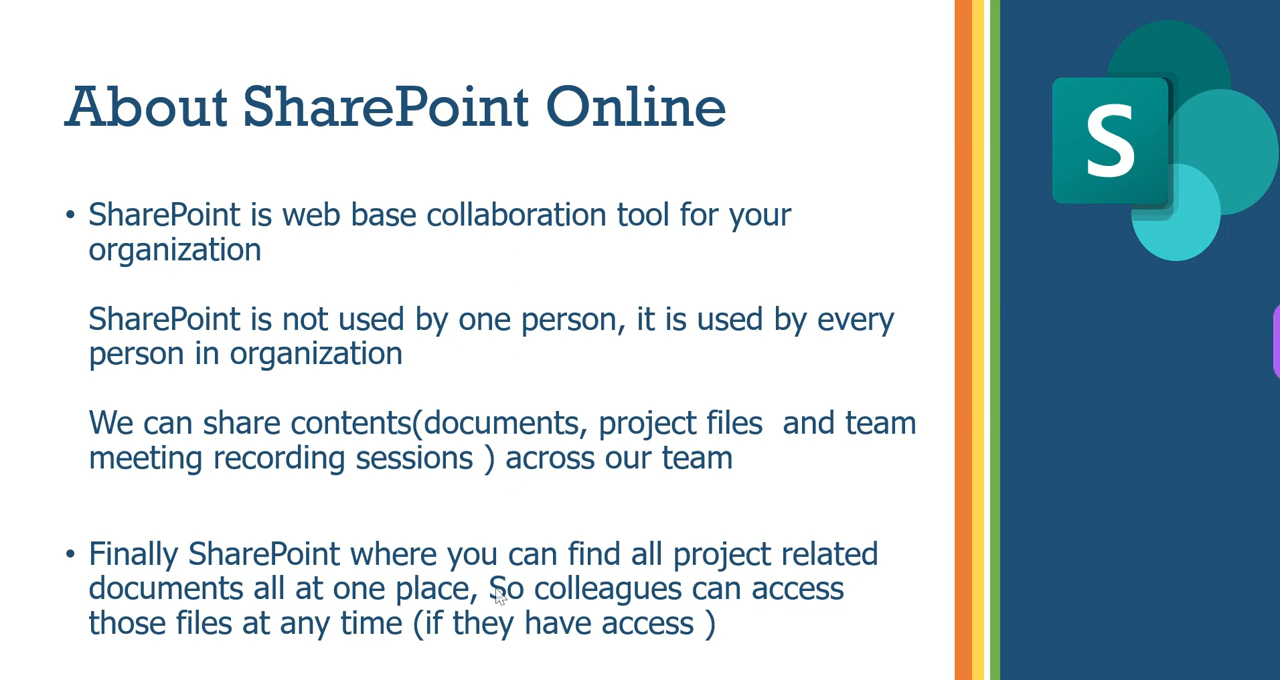 About SharePoint Online
S
• SharePoint is web base collaboration tool for your
organization
SharePoint is not used by one person, it is used by every
person in organization
We can share contents(documents, project files  and team
meeting recording sessions ) across our team
• Finally SharePoint where you can find all project related
documents all at one place, So colleagues can access
those files at any time (if they have access )